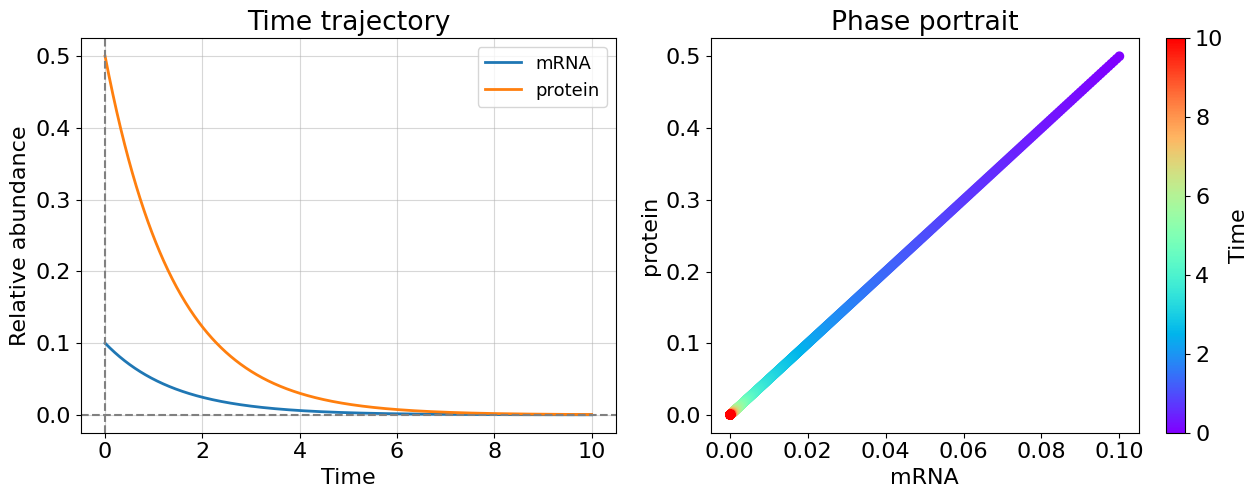 Time trajectory
Relative abundance
0.5
0.4
0.3
0.2
0.1
0.0
mRNA
protein
0 2 4 6 8 10
Time
Phase portrait
protein
0.5
0.4
0.3
0.2
0.1
0.0
0.00 0.02 0.04 0.06 0.08 0.10
mRNA
10
8
6
4
2
0
Time